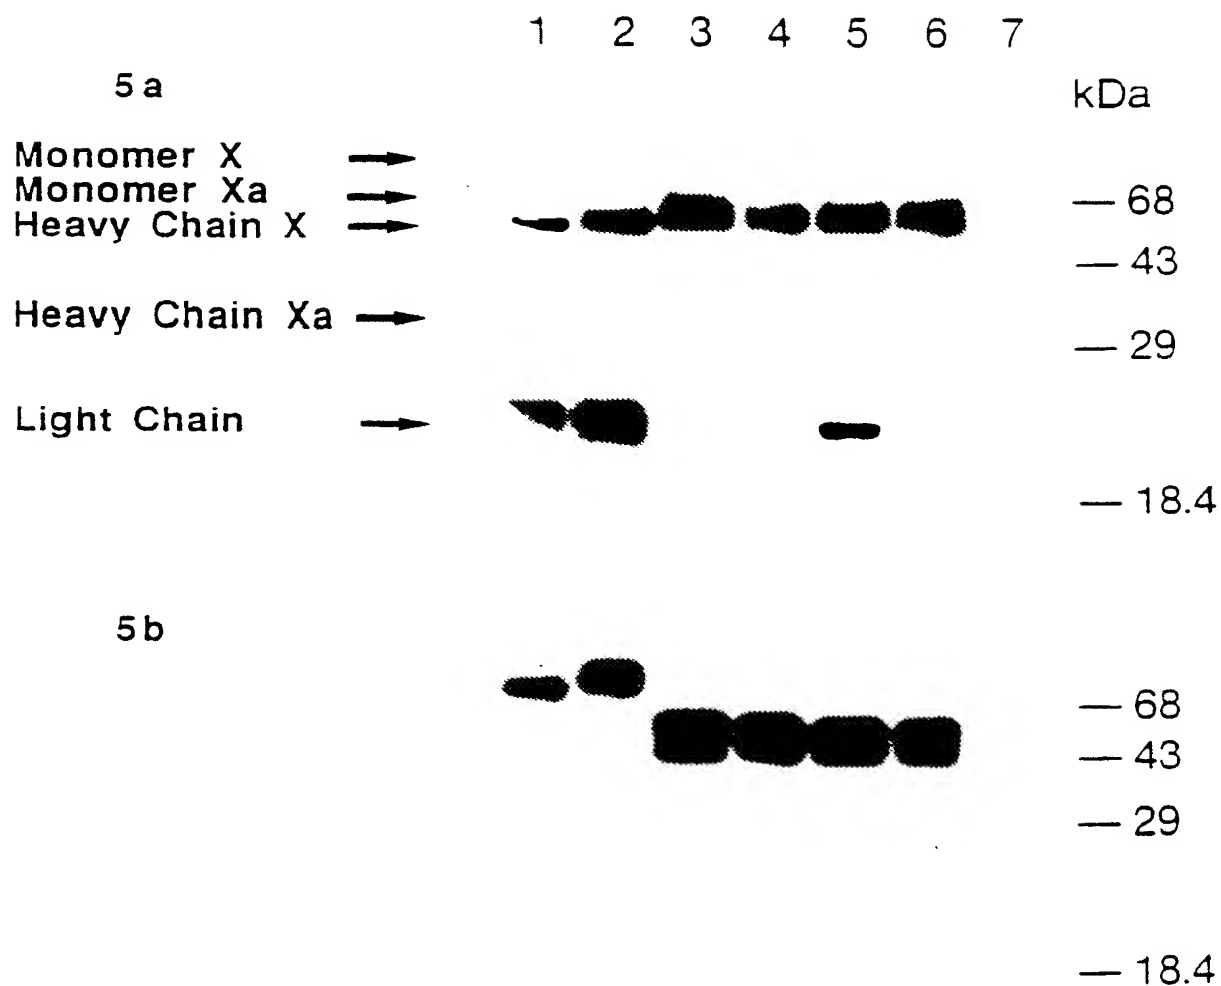 1 2 3 4 5 6 7
5a
kDa
Monomer X
Monomer Xa
Heavy Chain X
Heavy Chain Xa
Light Chain
— 68
— 43
— 29
— 18.4
5b
— 68
— 43
— 29
— 18.4